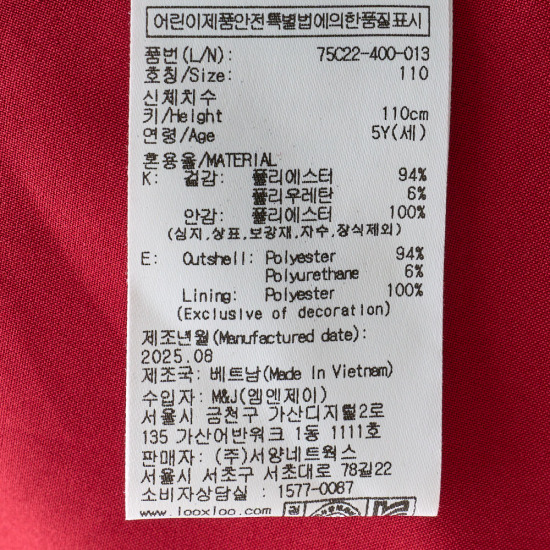 어린이제품안전특별법에의한품질표시
품번(L/N): 75C22-400-013
호칭/Size: 110
신체치수
키/Height 110cm
연령/Age 5Y(세)
혼용율/MATERIAL
K: 겉감: 폴리에스터 94%
폴리우레탄 6%
안감: 폴리에스터 100%
(심지,상표,보강재,자수,장식제외)
E: Outshell: Polyester 94%
Polyurethane 6%
Lining: Polyester 100%
(Exclusive of decoration)
제조년월(Manufactured date):
2025.08
제조국: 베트남(Made In Vietnam)
수입자: M&J(엠엔제이)
서울시 금천구 가산디지털2로
135 가산어반워크 1동 1111호
판매자: (주)서양네트웍스
서울시 서초구 서초대로 78길22
소비자상담실 : 1577-0087
www.looxloo.com